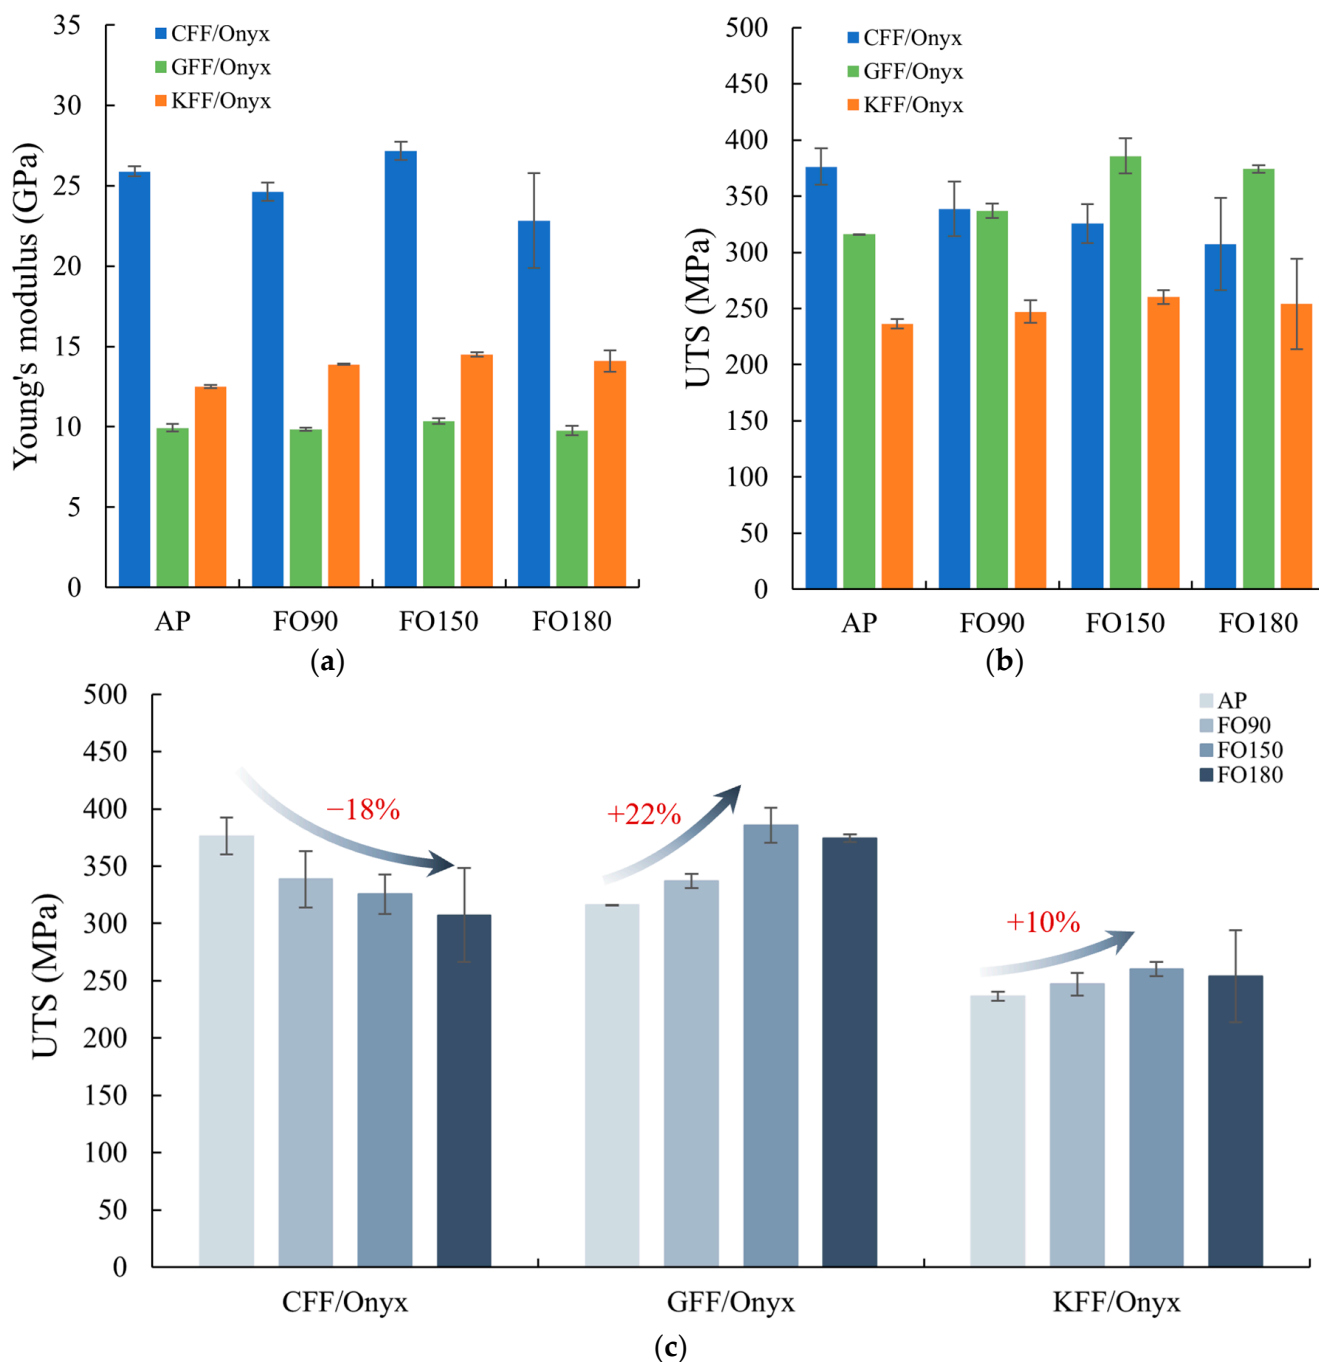 35
30
25
20
15
10
5
0
Young's modulus (GPa)
CFF/Onyx
GFF/Onyx
KFF/Onyx
AP FO90 FO150 FO180
(a)
500
450
400
350
300
250
200
150
100
50
0
UTS (MPa)
CFF/Onyx
GFF/Onyx
KFF/Onyx
AP FO90 FO150 FO180
(b)
500
450
400
350
300
250
200
150
100
50
0
UTS (MPa)
AP
FO90
FO150
FO180
−18%
+22%
+10%
CFF/Onyx GFF/Onyx KFF/Onyx
(c)